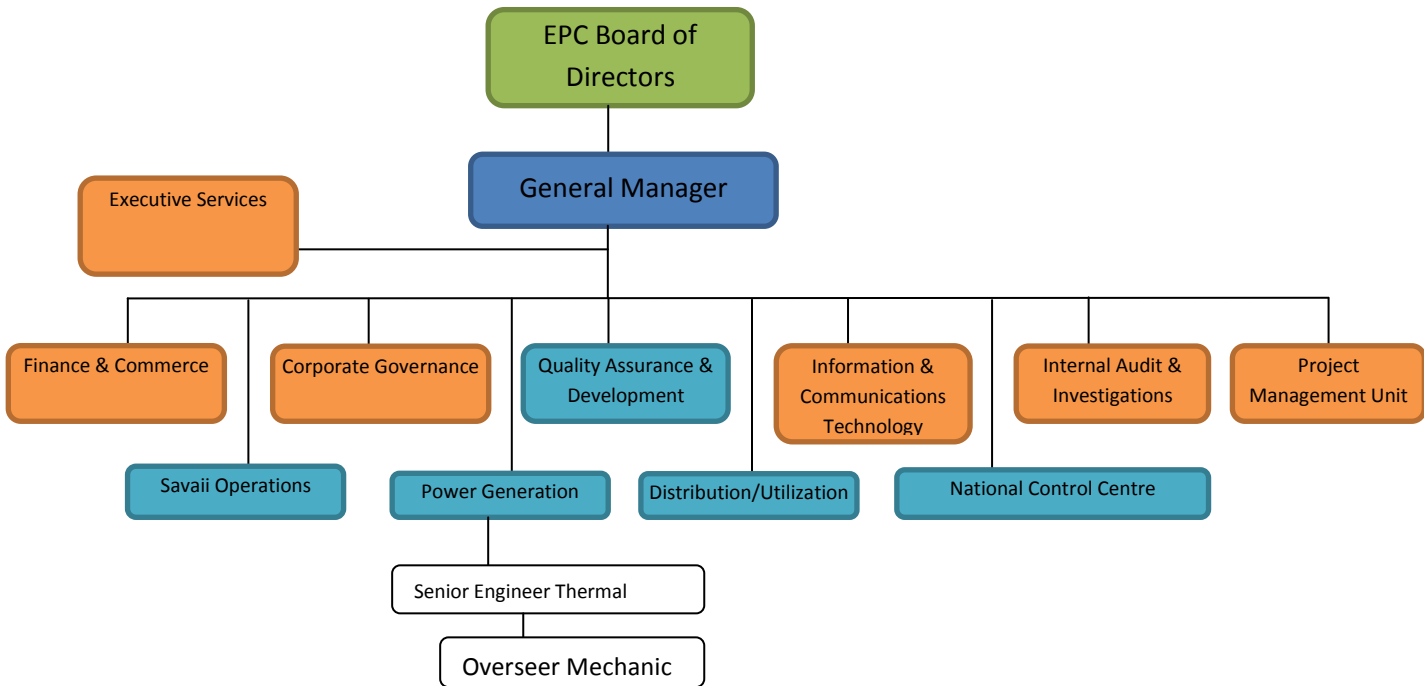 EPC Board of
Directors
General Manager
Executive Services
Finance & Commerce
Corporate Governance
Quality Assurance &
Development
Information &
Communications
Technology
Internal Audit &
Investigations
Project
Management Unit
Savaii Operations
Power Generation
Distribution/Utilization
National Control Centre
Senior Engineer Thermal
Overseer Mechanic